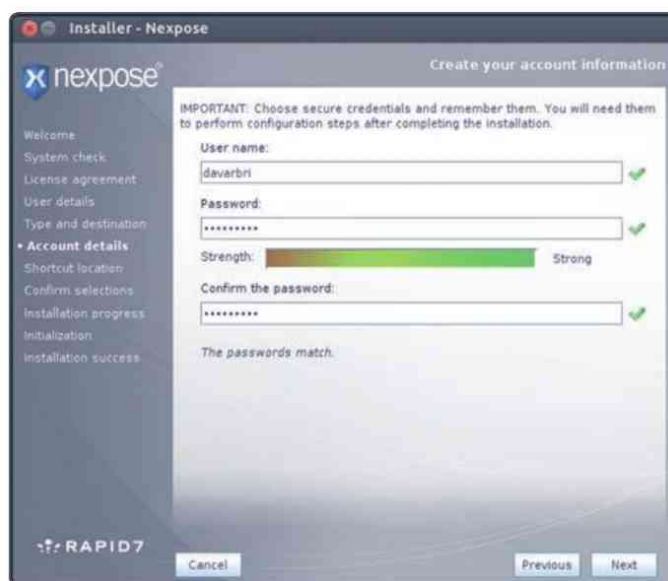 Installer - Nexpose
nexpose®
Create your account information
IMPORTANT: Choose secure credentials and remember them. You will need them
to perform configuration steps after completing the installation.
Welcome
System check
License agreement
User details
Type and destination
• Account details
Shortcut location
Confirm selections
Installation progress
Initialization
Installation success
User name:
davarbri
Password:
•••••••••
Strength:
Strong
Confirm the password:
•••••••••
The passwords match.
RAPID7
Cancel
Previous
Next